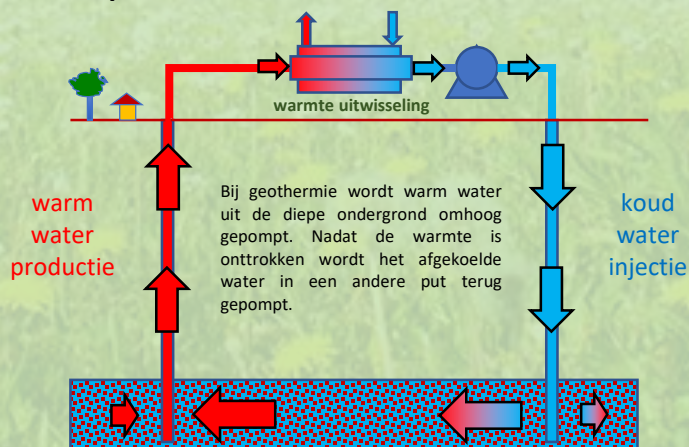 warmte uitwisseling
warm
water
productie
Bij geothermie wordt warm water
uit de diepe ondergrond omhoog
gepompt. Nadat de warmte is
onttrokken wordt het afgekoelde
water in een andere put terug
gepompt.
koud
water
injectie